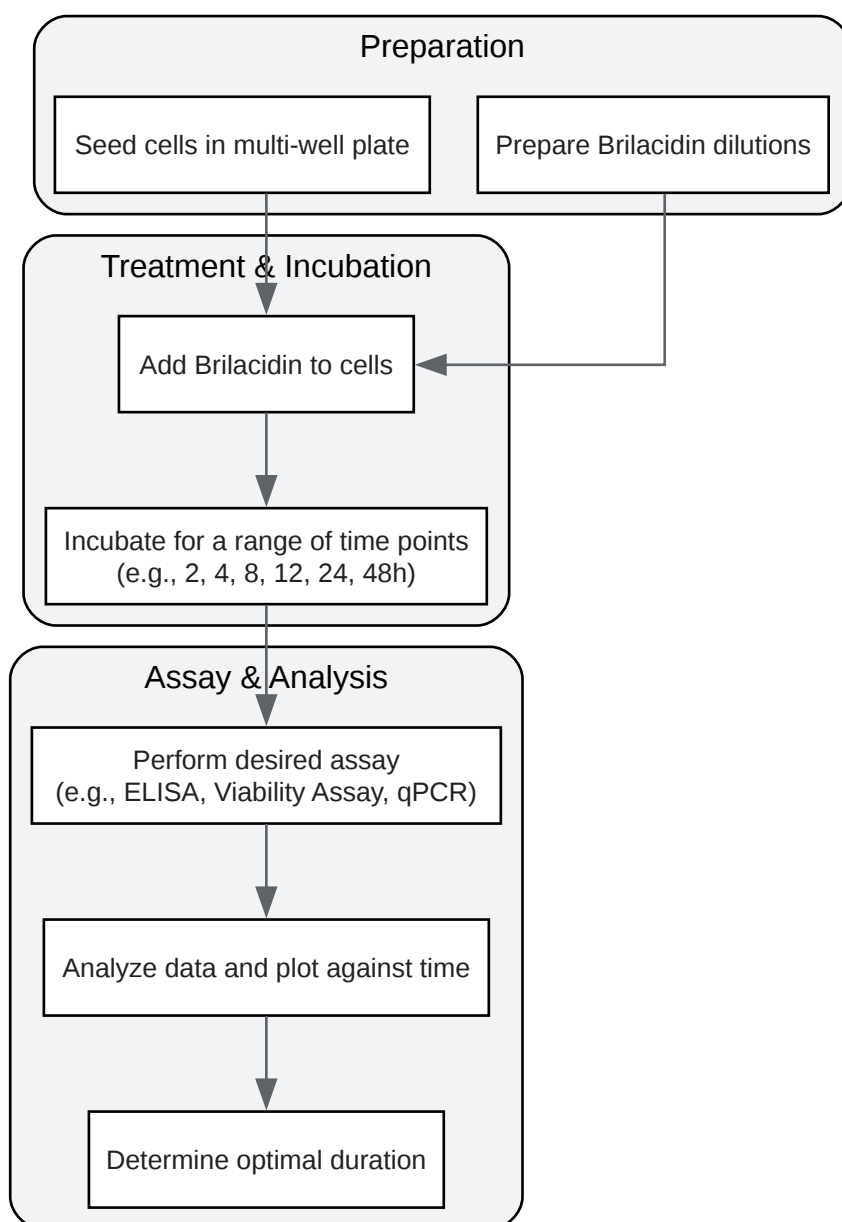 Preparation
Seed cells in multi-well plate
Prepare Brilacidin dilutions
Treatment & Incubation
Add Brilacidin to cells
Incubate for a range of time points
(e.g., 2, 4, 8, 12, 24, 48h)
Assay & Analysis
Perform desired assay
(e.g., ELISA, Viability Assay, qPCR)
Analyze data and plot against time
Determine optimal duration